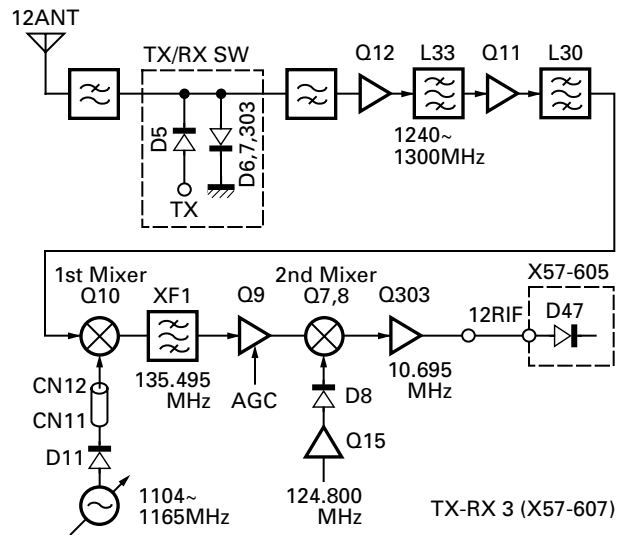 12ANT
TX/RX SW
Q12
L33
Q11
L30
D5
D6,7,303
TX
1240~
1300MHz
1st Mixer
Q10
XF1
Q9
2nd Mixer
Q7,8
Q303
12RIF
X57-605
D47
135.495
MHz
AGC
10.695
MHz
CN12
CN11
D8
Q15
D11
1104~
1165MHz
124.800
MHz
TX-RX 3 (X57-607)